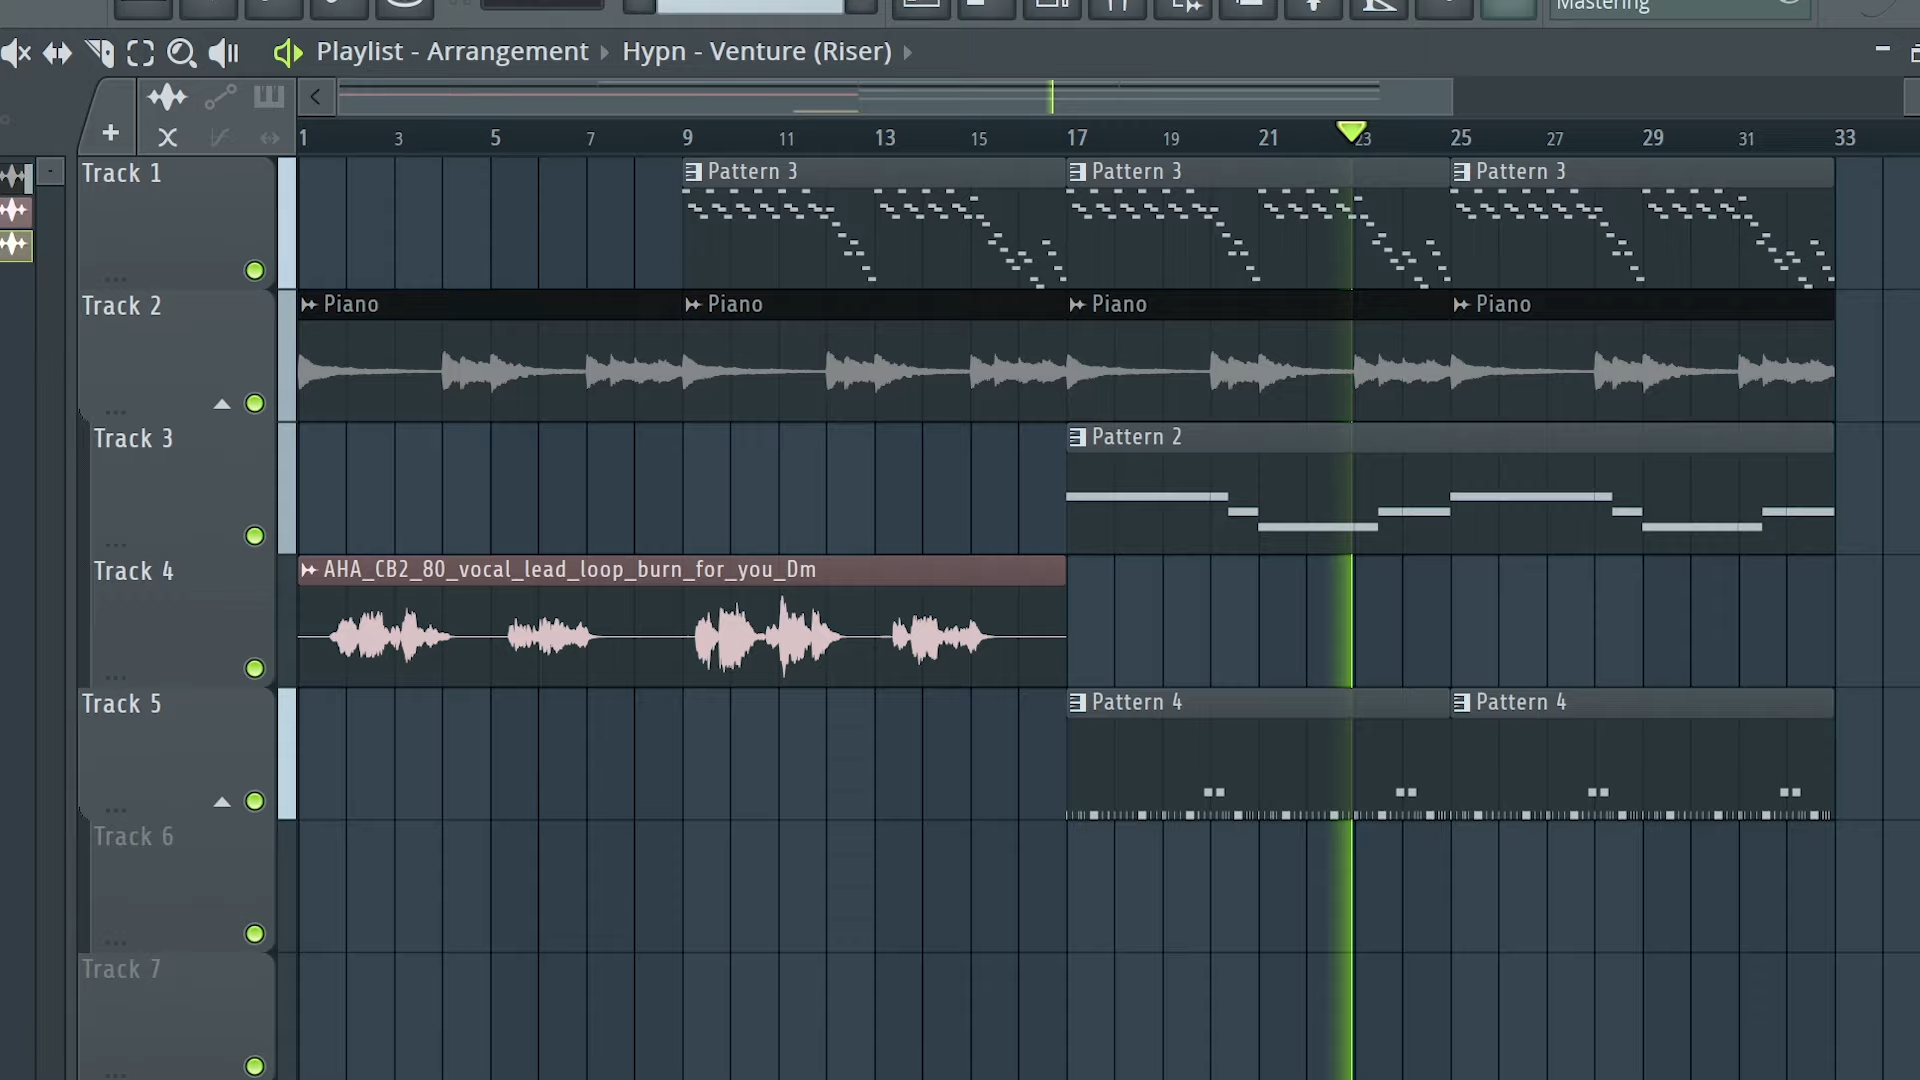 Mastering
Playlist - Arrangement Hypn - Venture (Riser)
1 3 5 7 9 11 13 15 17 19 21 23 25 27 29 31 33
Track 1
Pattern 3 Pattern 3 Pattern 3
Track 2
Piano Piano Piano Piano
Track 3
Pattern 2
Track 4
AHA_CB2_80_vocal_lead_loop_burn_for_you_Dm
Track 5
Pattern 4 Pattern 4
Track 6
Track 7